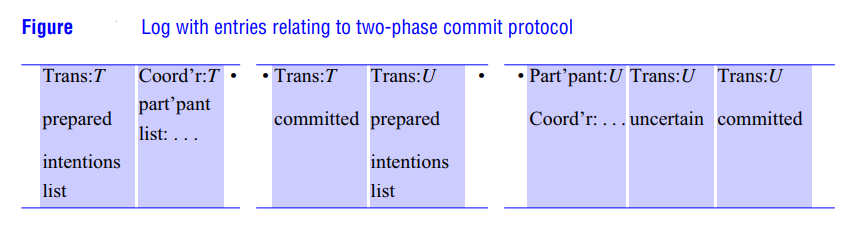 Figure Log with entries relating to two-phase commit protocol
Trans:T Coord’r:T • • Trans:T Trans:U • • Part’pant:U Trans:U Trans:U
part’pant
prepared list: . . . committed prepared Coord’r: . . . uncertain committed
intentions intentions
list list